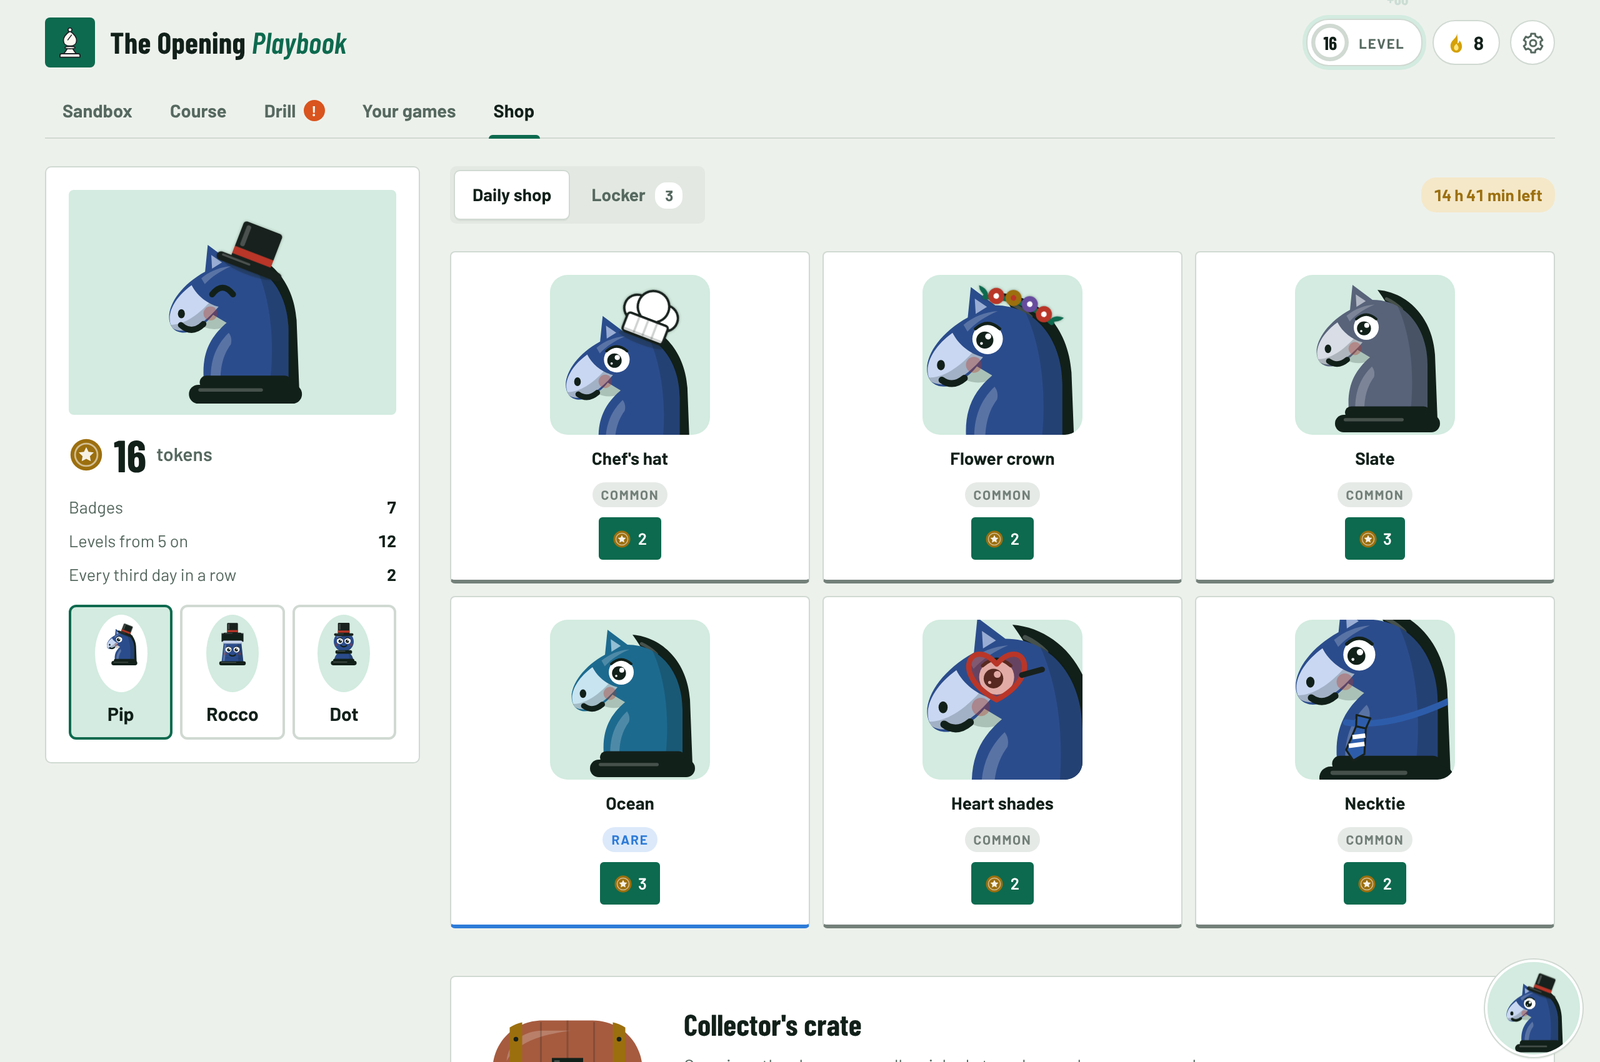 The Opening Playbook
16 LEVEL
8
Sandbox Course Drill ! Your games Shop
Daily shop Locker 3
14 h 41 min left
16 tokens
Badges 7
Levels from 5 on 12
Every third day in a row 2
Pip Rocco Dot
Chef's hat
COMMON
2
Flower crown
COMMON
2
Slate
COMMON
3
Ocean
RARE
3
Heart shades
COMMON
2
Necktie
COMMON
2
Collector's crate